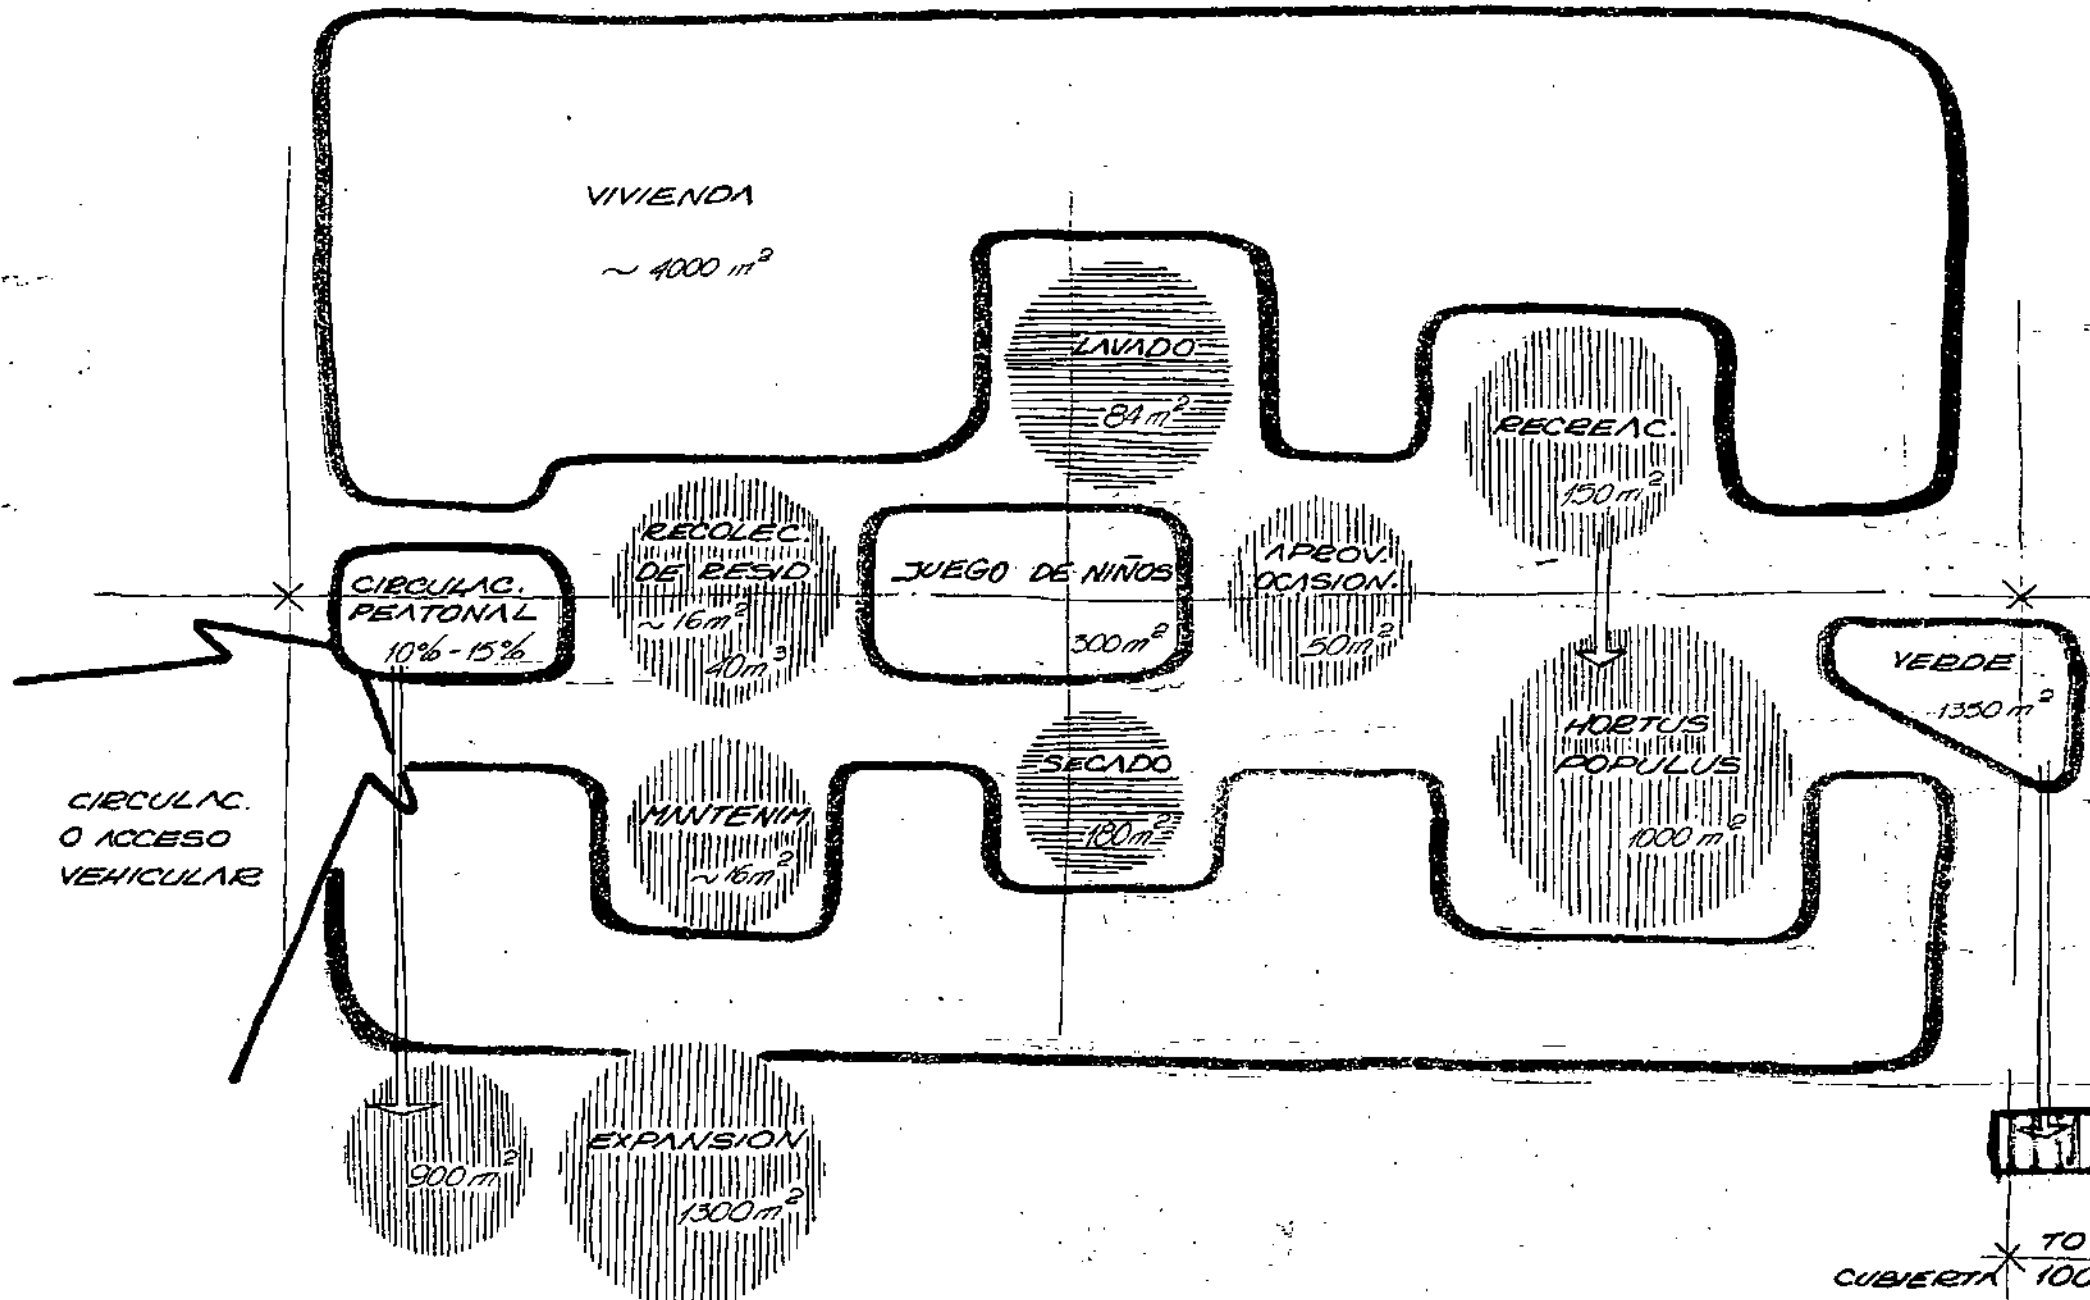 VIVIENDA
~ 4000 m²
LAVADO
84 m²
RECREAC.
150 m²
RECOLEC.
DE RESID
~ 16 m²
40 m³
JUEGO DE NIÑOS
300 m²
APROV.
OCASION.
50 m²
CIRCULAC.
PEATONAL
10% - 15%
VERDE
1350 m²
HORTUS
POPULUS
1000 m²
SECADO
180 m²
MANTENIM
~ 16 m²
CIRCULAC.
O ACCESO
VEHICULAR
900 m²
EXPANSION
1300 m²
TO
CUBIERTA 100